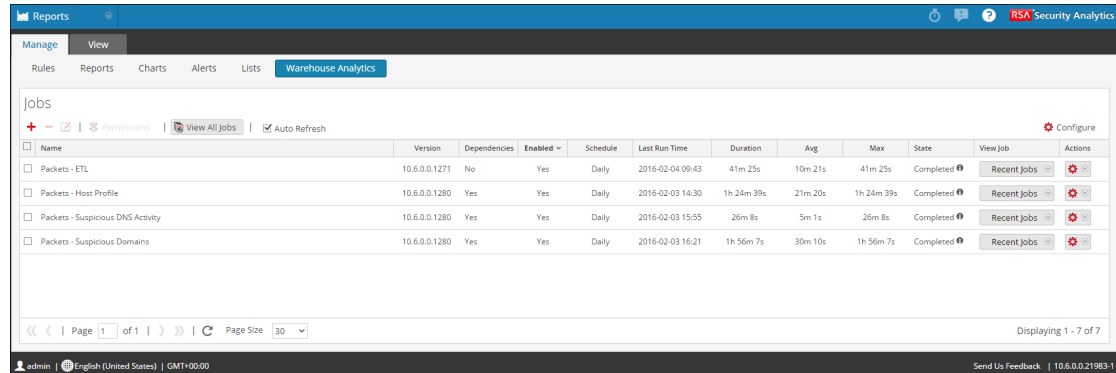 Reports
RSA Security Analytics
Manage View
Rules Reports Charts Alerts Lists Warehouse Analytics
Jobs
Permissions View All Jobs Auto Refresh Configure
Name Version Dependencies Enabled Schedule Last Run Time Duration Avg Max State View Job Actions
Packets - ETL 10.6.0.0.1271 No Yes Daily 2016-02-04 09:43 41m 25s 10m 21s 41m 25s Completed Recent Jobs
Packets - Host Profile 10.6.0.0.1280 Yes Yes Daily 2016-02-03 14:30 1h 24m 39s 21m 20s 1h 24m 39s Completed Recent Jobs
Packets - Suspicious DNS Activity 10.6.0.0.1280 Yes Yes Daily 2016-02-03 15:55 26m 8s 5m 1s 26m 8s Completed Recent Jobs
Packets - Suspicious Domains 10.6.0.0.1280 Yes Yes Daily 2016-02-03 16:21 1h 56m 7s 30m 10s 1h 56m 7s Completed Recent Jobs
Page 1 of 1 Page Size 30 Displaying 1 - 7 of 7
admin | English (United States) | GMT+00:00 Send Us Feedback | 10.6.0.0.21983-1